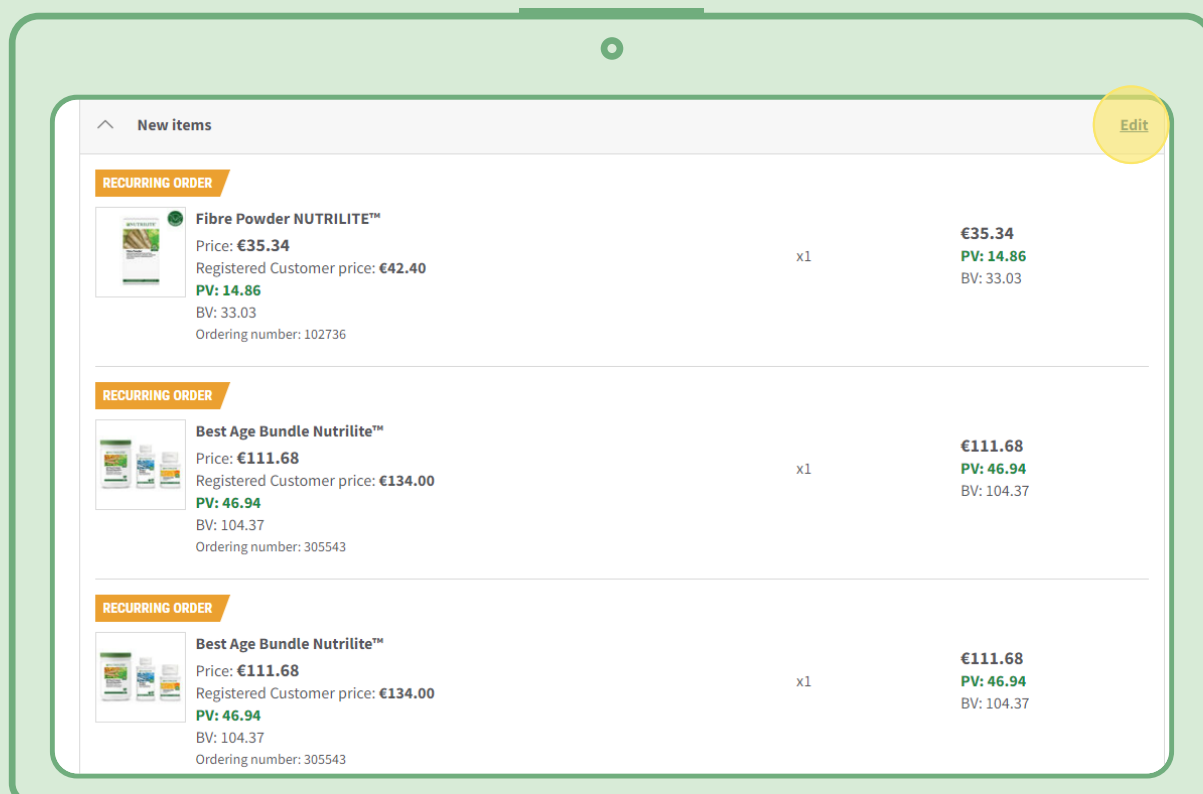 New items
Edit
RECURRING ORDER
Fibre Powder NUTRILITE™
Price: €35.34
Registered Customer price: €42.40
PV: 14.86
BV: 33.03
Ordering number: 102736
x1
€35.34
PV: 14.86
BV: 33.03
RECURRING ORDER
Best Age Bundle Nutrilite™
Price: €111.68
Registered Customer price: €134.00
PV: 46.94
BV: 104.37
Ordering number: 305543
x1
€111.68
PV: 46.94
BV: 104.37
RECURRING ORDER
Best Age Bundle Nutrilite™
Price: €111.68
Registered Customer price: €134.00
PV: 46.94
BV: 104.37
Ordering number: 305543
x1
€111.68
PV: 46.94
BV: 104.37